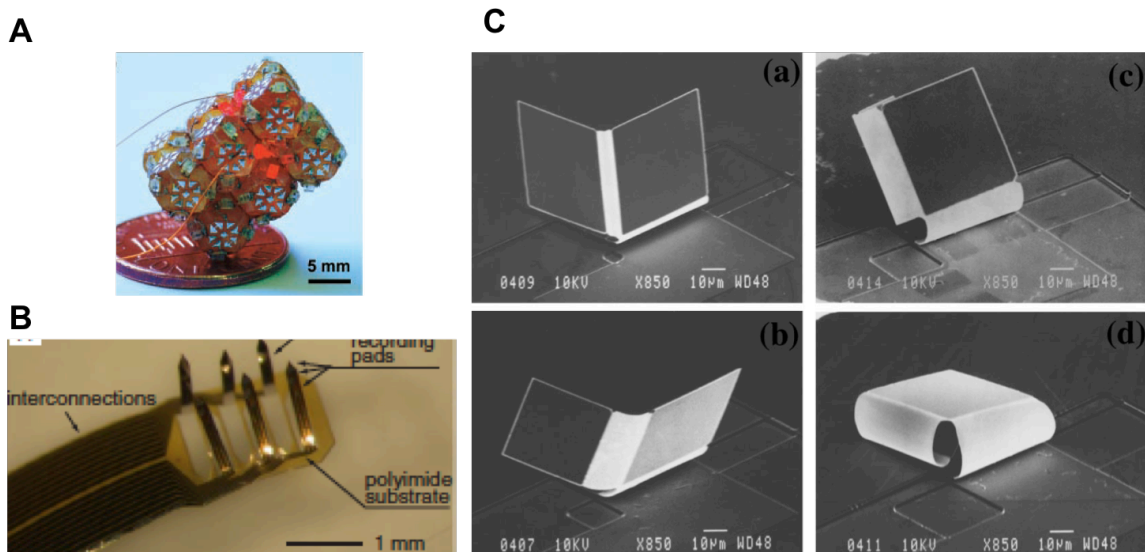 A
5 mm
B
recording
pads
interconnections
polyimide
substrate
1 mm
C
(a)
0409 10KV X850 10µm WD48
(c)
0414 10KV X850 10µm WD48
(b)
0407 10KV X850 10µm WD48
(d)
0411 10KV X850 10µm WD48